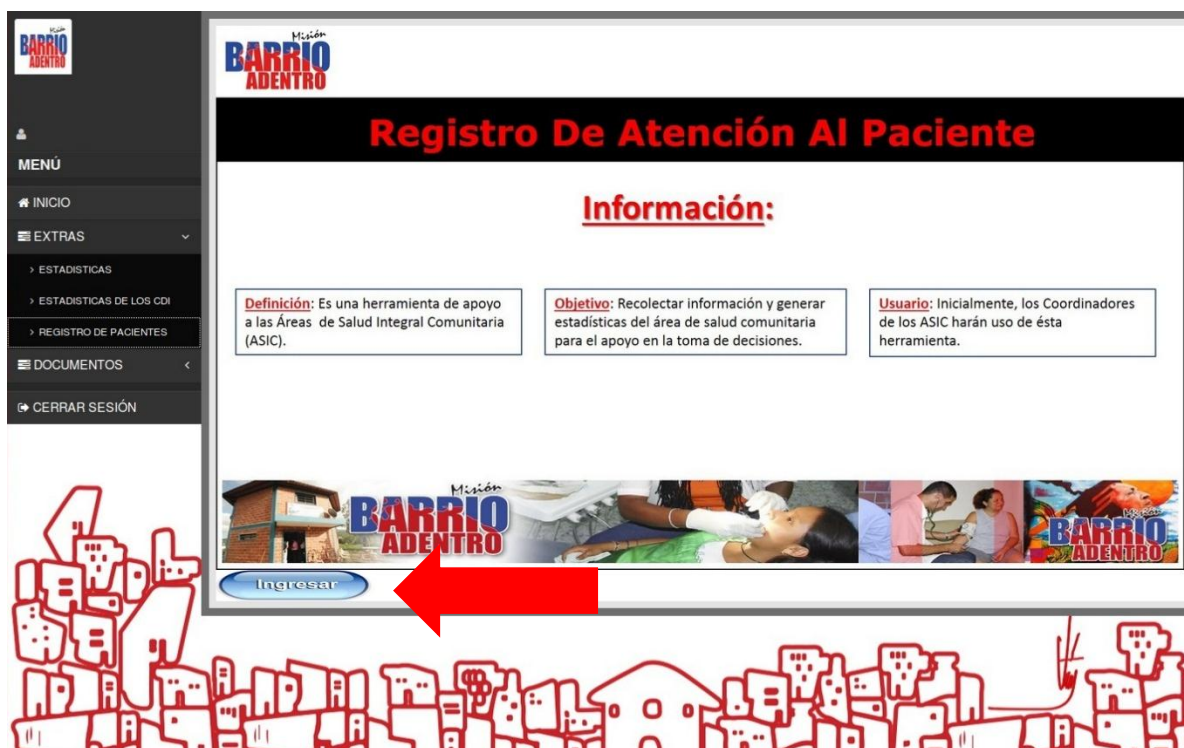 Misión
BARRIO
ADENTRO
MENÚ
INICIO
EXTRAS
> ESTADISTICAS
> ESTADISTICAS DE LOS CDI
> REGISTRO DE PACIENTES
DOCUMENTOS
CERRAR SESIÓN
Misión
BARRIO
ADENTRO
Registro De Atención Al Paciente
Información:
Definición: Es una herramienta de apoyo
a las Áreas de Salud Integral Comunitaria
(ASIC).
Objetivo: Recolectar información y generar
estadísticas del área de salud comunitaria
para el apoyo en la toma de decisiones.
Usuario: Inicialmente, los Coordinadores
de los ASIC harán uso de ésta
herramienta.
Misión
BARRIO
ADENTRO
Misión
BARRIO
ADENTRO
Ingresar